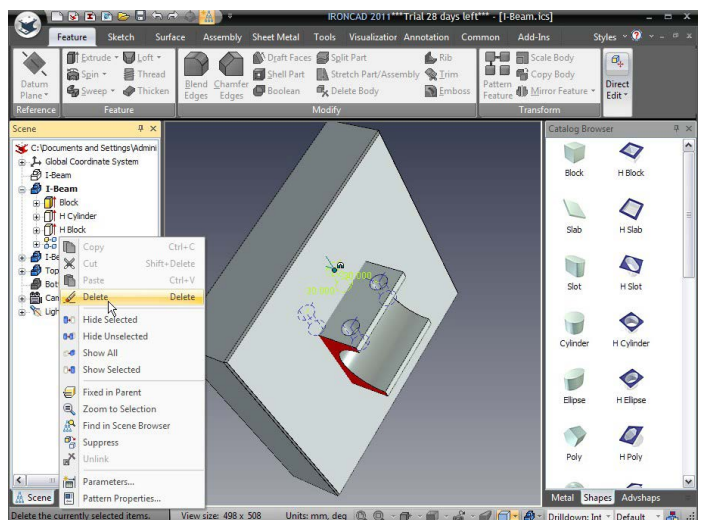 IRONCAD 2011***Trial 28 days left*** - [I-Beam.ics]
Feature Sketch Surface Assembly Sheet Metal Tools Visualization Annotation Common Add-Ins Styles
Datum Plane
Reference
Extrude Loft
Spin Thread
Sweep Thicken
Feature
Blend Edges
Chamfer Edges
Draft Faces Split Part Rib
Shell Part Stretch Part/Assembly Trim
Boolean Delete Body Emboss
Modify
Pattern Feature
Scale Body
Copy Body
Mirror Feature
Transform
Direct Edit
Scene
C:\Documents and Settings\Admini
Global Coordinate System
I-Beam
I-Beam
Block
H Cylinder
H Block
I-Be
Top
Bot
Can
Ligh
Copy Ctrl+C
Cut Shift+Delete
Paste Ctrl+V
Delete Delete
Hide Selected
Hide Unselected
Show All
Show Selected
Fixed in Parent
Zoom to Selection
Find in Scene Browser
Suppress
Unlink
Parameters...
Pattern Properties...
Scene
Catalog Browser
Block H Block
Slab H Slab
Slot H Slot
Cylinder H Cylinder
Ellipse H Ellipse
Poly H Poly
Metal Shapes Advshaps
Delete the currently selected items. View size: 498 x 508 Units: mm, deg Drilldown: Int Default